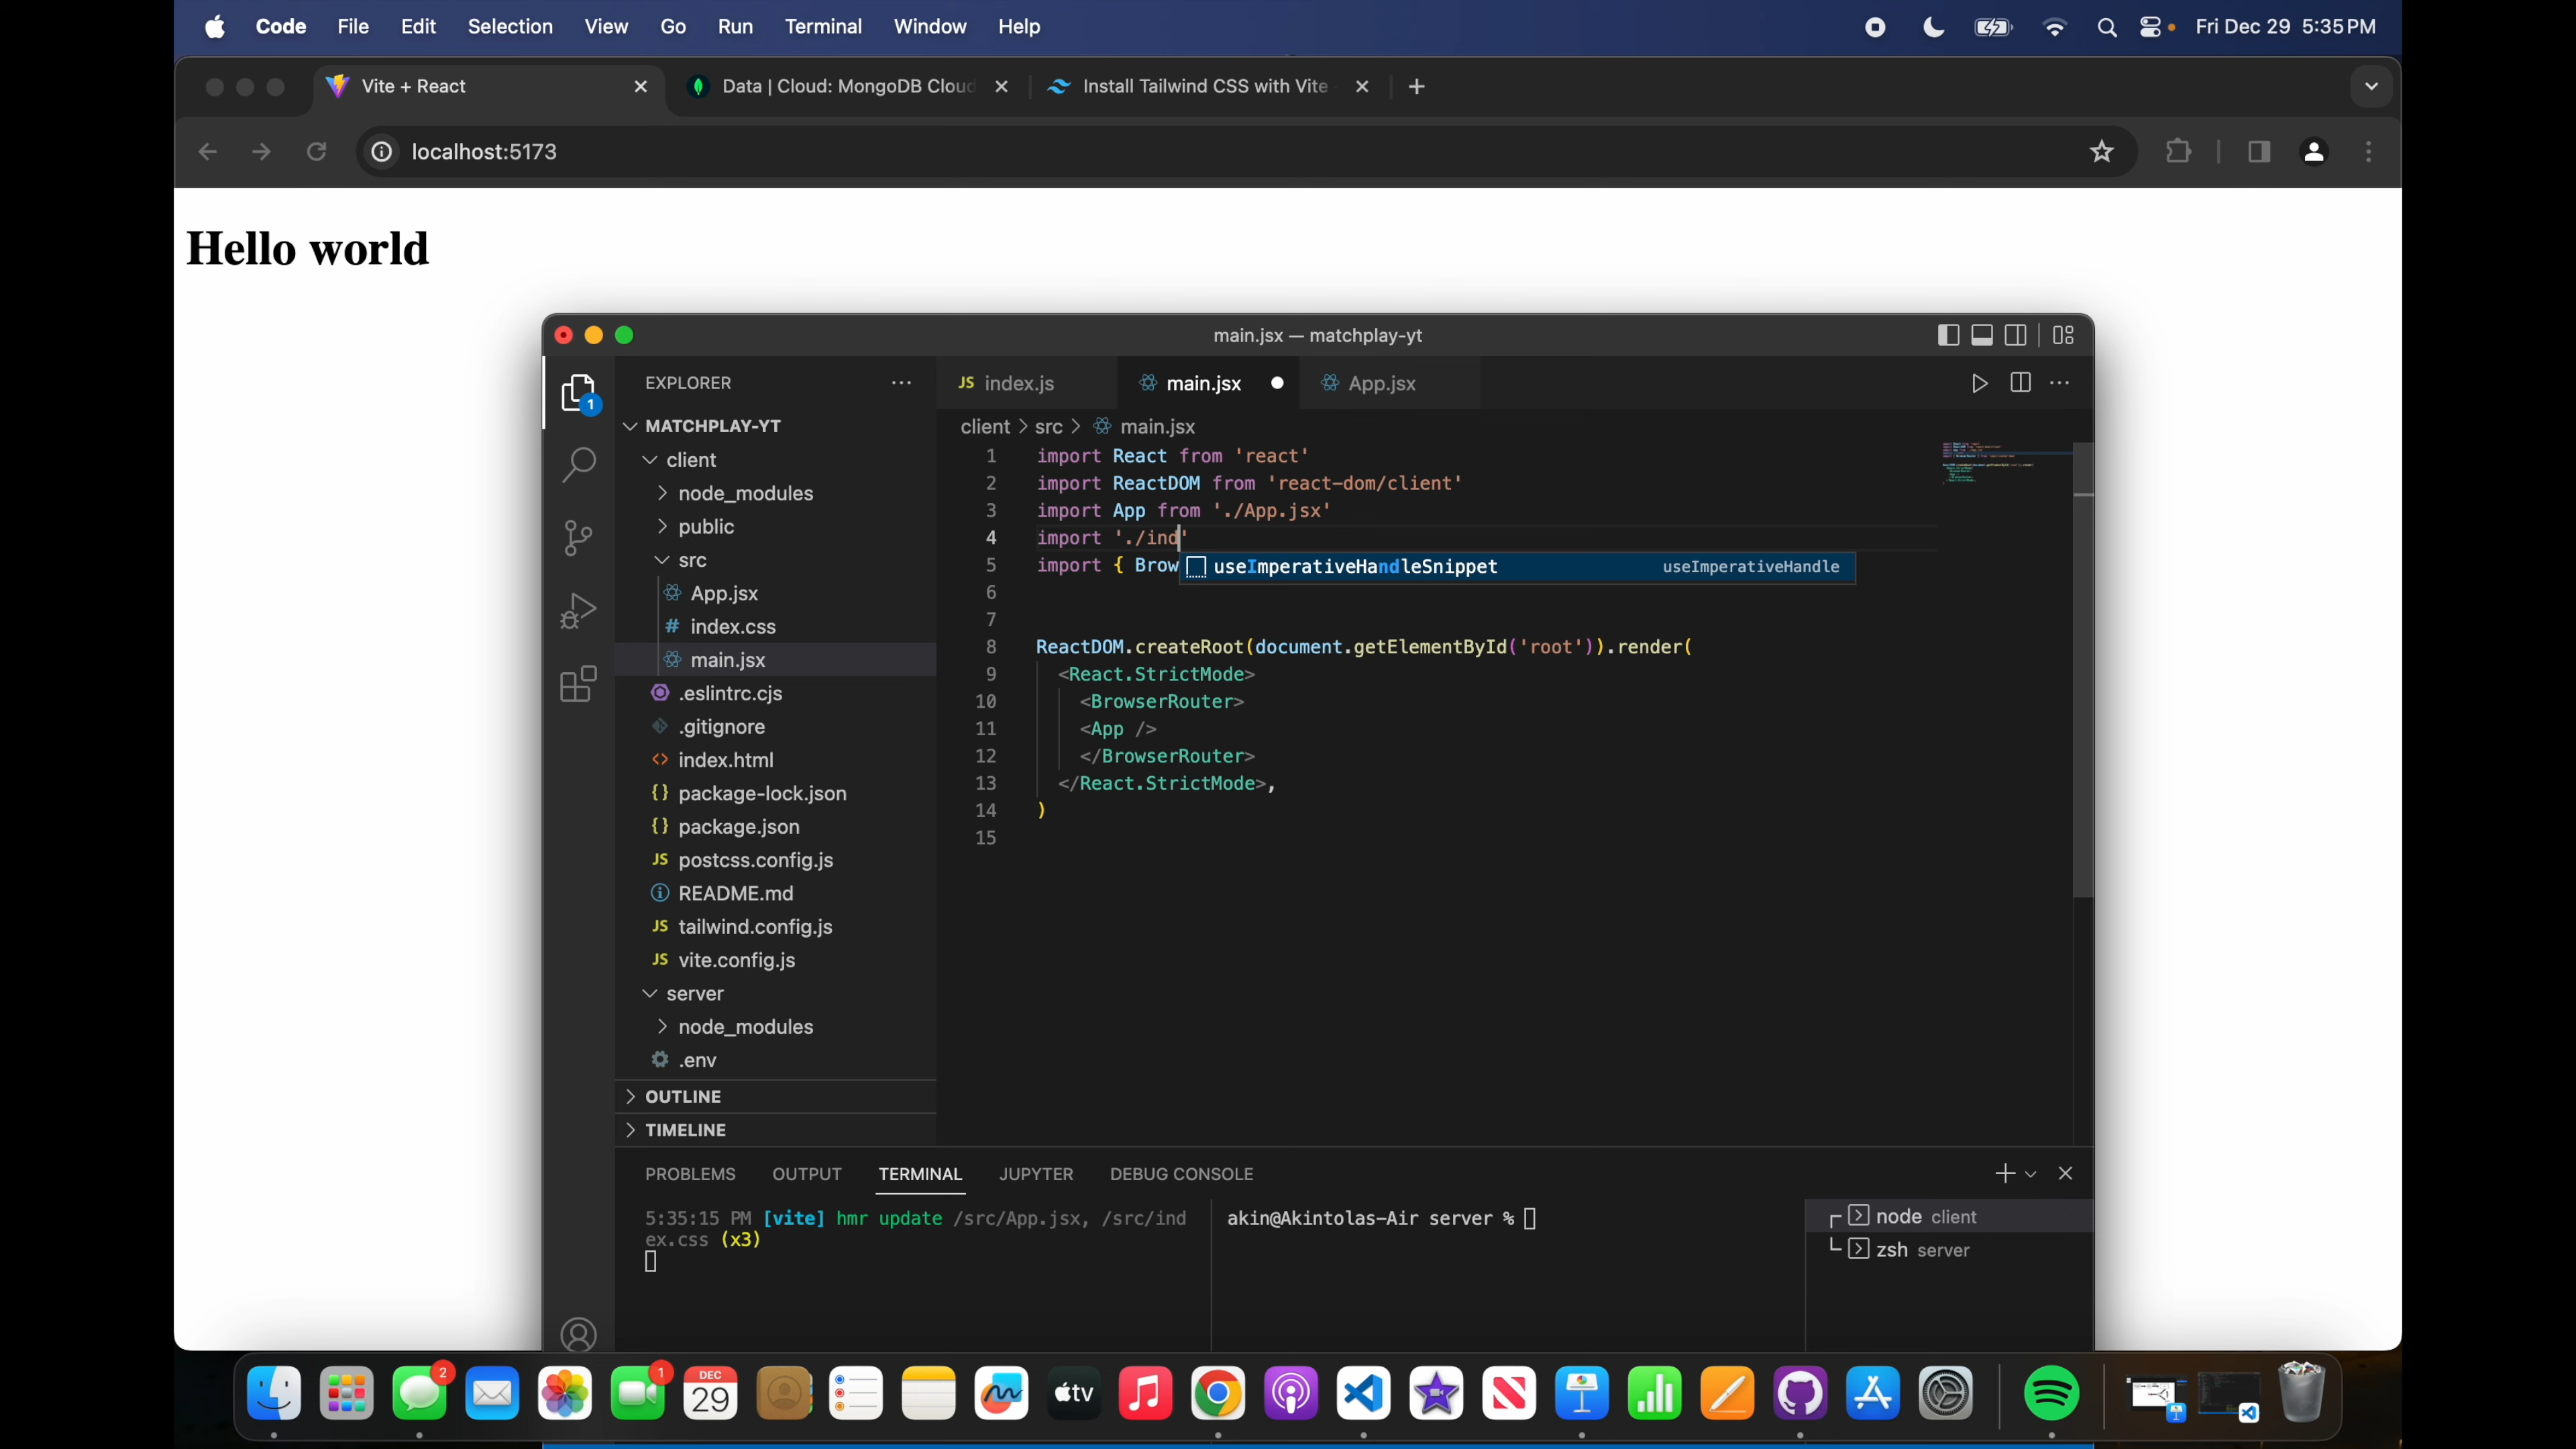 Code File Edit Selection View Go Run Terminal Window Help Fri Dec 29 5:35 PM
Vite + React Data | Cloud: MongoDB Cloud Install Tailwind CSS with Vite
localhost:5173
Hello world
main.jsx — matchplay-yt
EXPLORER
1
MATCHPLAY-YT
client
node_modules
public
src
App.jsx
index.css
main.jsx
.eslintrc.cjs
.gitignore
index.html
package-lock.json
package.json
JS postcss.config.js
README.md
JS tailwind.config.js
JS vite.config.js
server
node_modules
.env
OUTLINE
TIMELINE
JS index.js main.jsx App.jsx
client > src > main.jsx
1 import React from 'react'
2 import ReactDOM from 'react-dom/client'
3 import App from './App.jsx'
4 import './ind'
5 import { Brow
useImperativeHandleSnippet useImperativeHandle
6
7
8 ReactDOM.createRoot(document.getElementById('root')).render(
9 <React.StrictMode>
10 <BrowserRouter>
11 <App />
12 </BrowserRouter>
13 </React.StrictMode>,
14 )
15
PROBLEMS OUTPUT TERMINAL JUPYTER DEBUG CONSOLE
5:35:15 PM [vite] hmr update /src/App.jsx, /src/ind
ex.css (x3)
akin@Akintolas-Air server %
node client
zsh server
2
1
DEC
29
tv